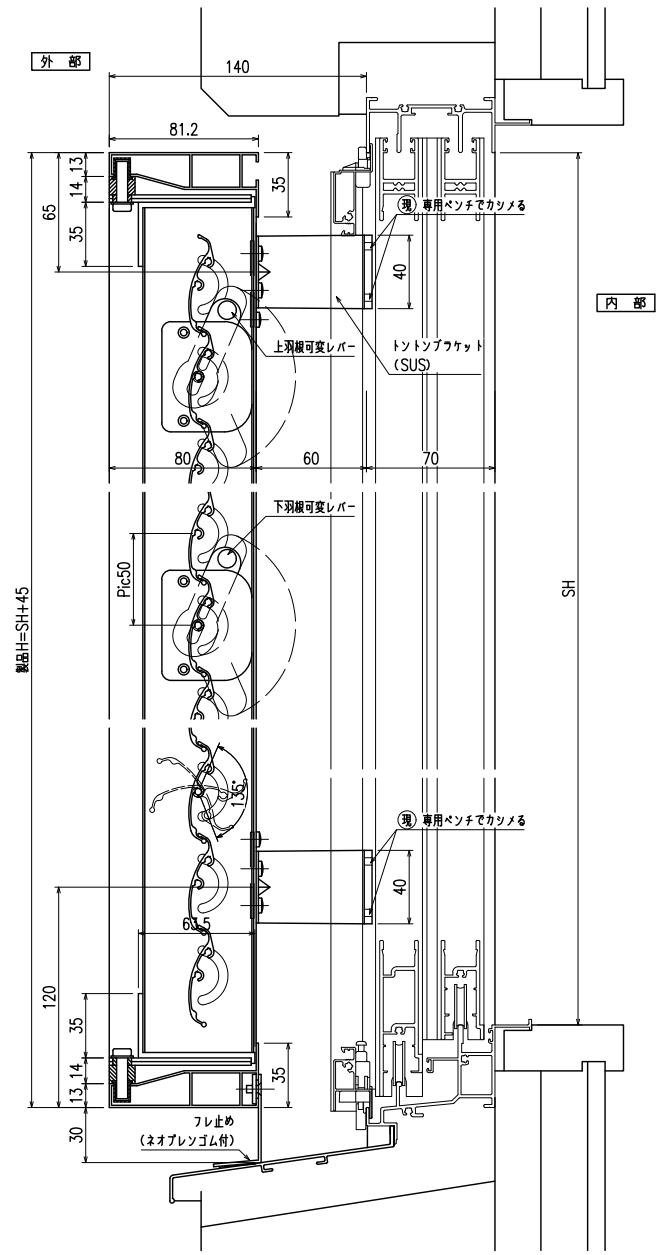 外 部
140
81.2
13
14
35
65
35
現 専用ペンチでカシメる
40
内 部
上羽根可変レバー
トントンブラケット
(SUS)
80
60
70
下羽根可変レバー
Pic50
SH
製品H=SH+45
135°
現 専用ペンチでカシメる
40
63.5
120
35
14
13
35
30
フレ止め
(ネオプレンゴム付)